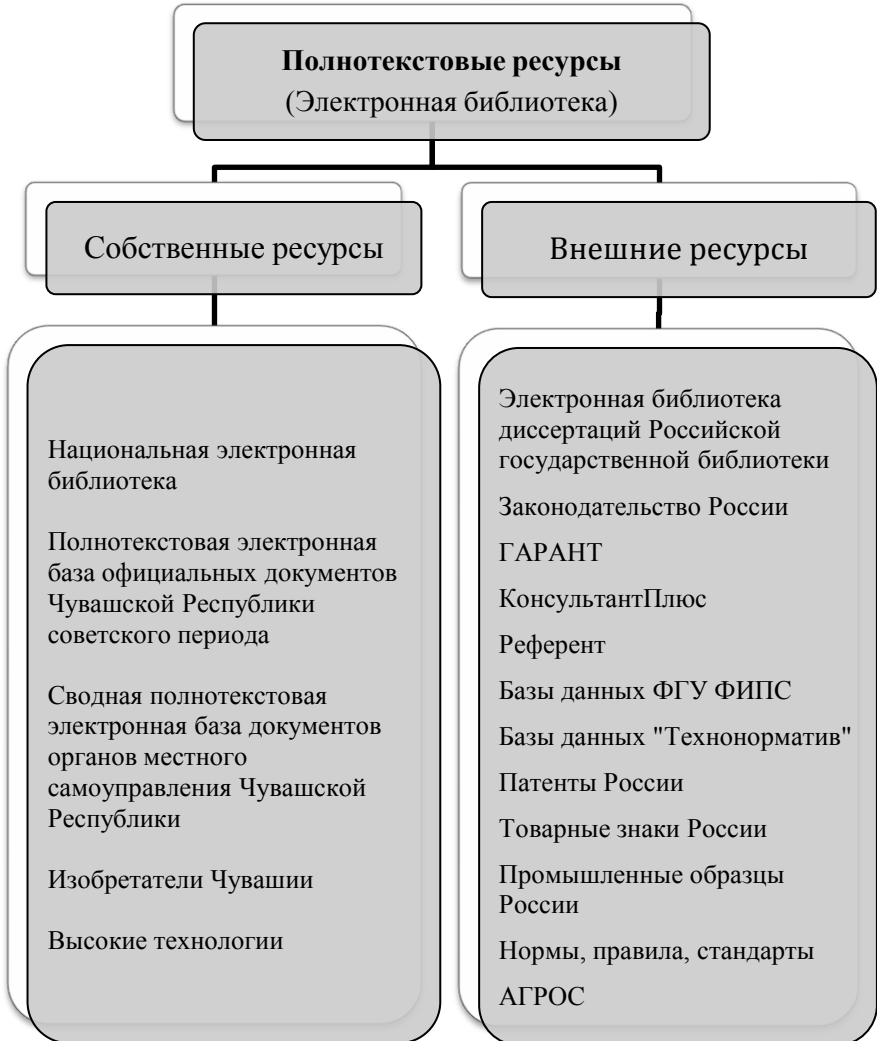 Полнотекстовые ресурсы
(Электронная библиотека)
Собственные ресурсы
Внешние ресурсы
Национальная электронная
библиотека
Полнотекстовая электронная
база официальных документов
Чувашской Республики
советского периода
Сводная полнотекстовая
электронная база документов
органов местного
самоуправления Чувашской
Республики
Изобретатели Чувашии
Высокие технологии
Электронная библиотека
диссертаций Российской
государственной библиотеки
Законодательство России
ГАРАНТ
КонсультантПлюс
Референт
Базы данных ФГУ ФИПС
Базы данных "Технонорматив"
Патенты России
Товарные знаки России
Промышленные образцы
России
Нормы, правила, стандарты
АГРОС